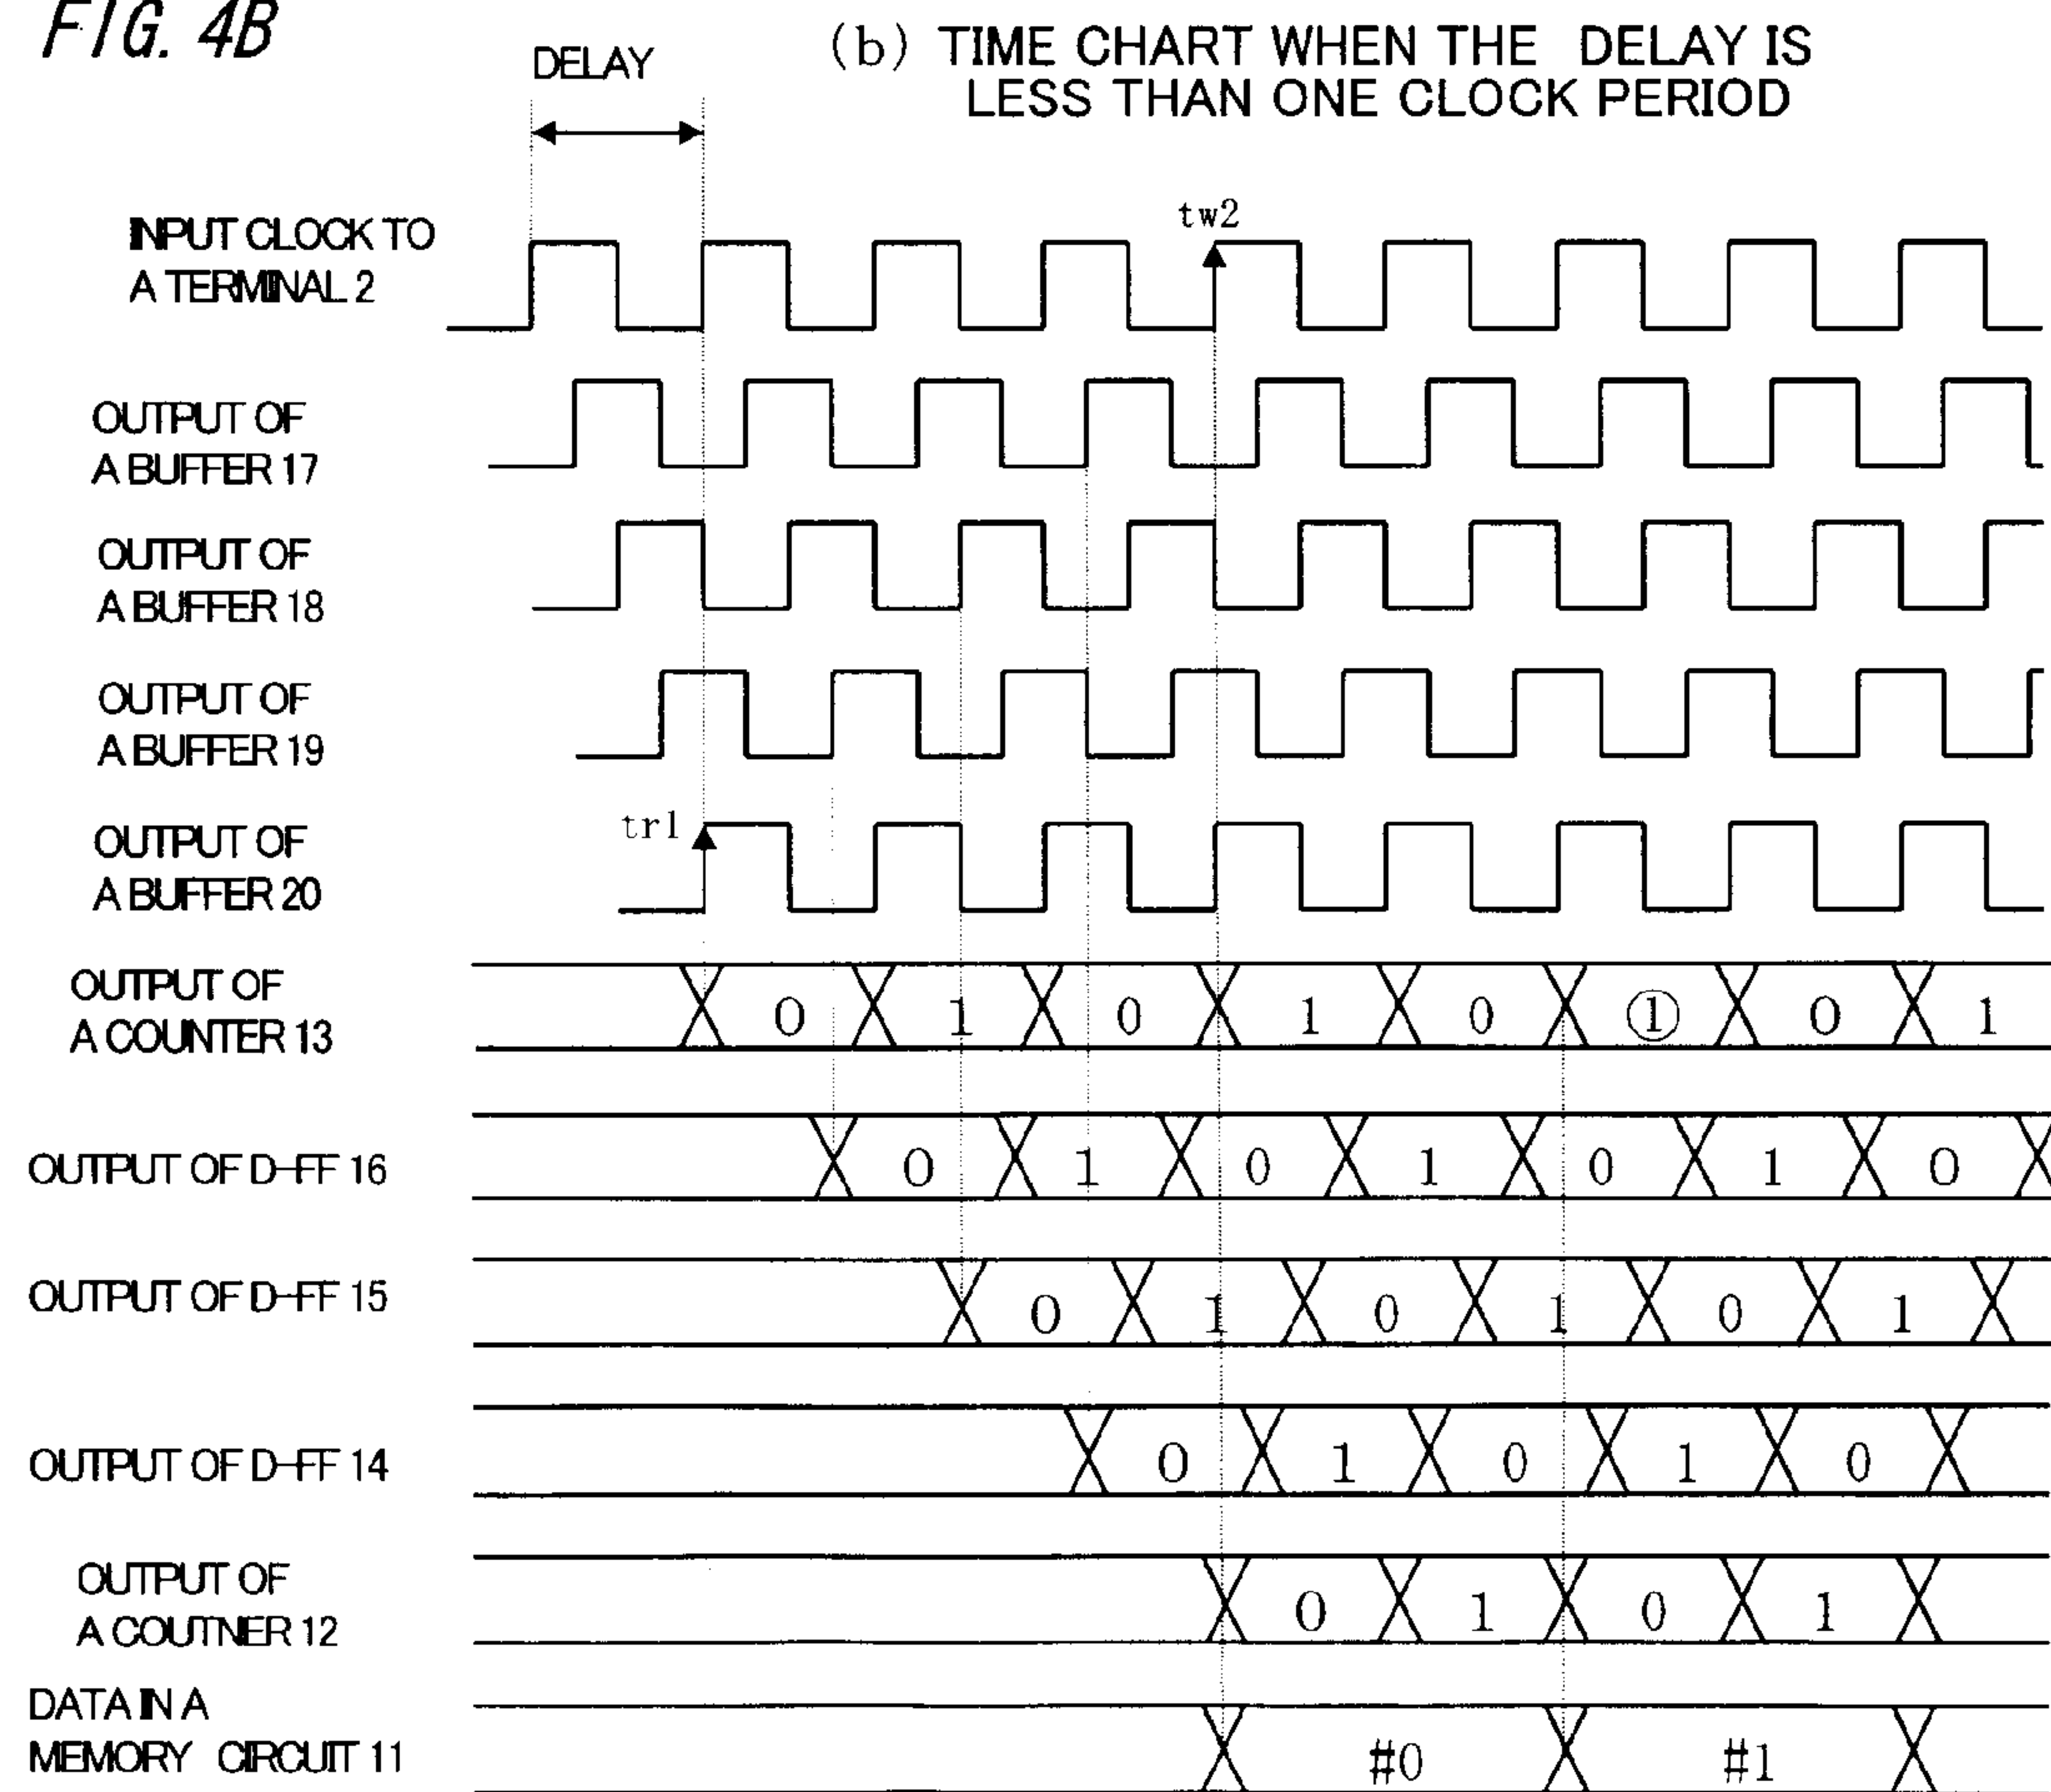 FIG. 4B
(b) TIME CHART WHEN THE DELAY IS
LESS THAN ONE CLOCK PERIOD
DELAY
INPUT CLOCK TO
A TERMINAL 2
tw2
OUTPUT OF
A BUFFER 17
OUTPUT OF
A BUFFER 18
OUTPUT OF
A BUFFER 19
OUTPUT OF
A BUFFER 20
tr1
OUTPUT OF
A COUNTER 13
0 1 0 1 0 ① 0 1
OUTPUT OF D-FF 16
0 1 0 1 0 1 0
OUTPUT OF D-FF 15
0 1 0 1 0 1
OUTPUT OF D-FF 14
0 1 0 1 0
OUTPUT OF
A COUTNER 12
0 1 0 1
DATA IN A
MEMORY CIRCUIT 11
#0 #1